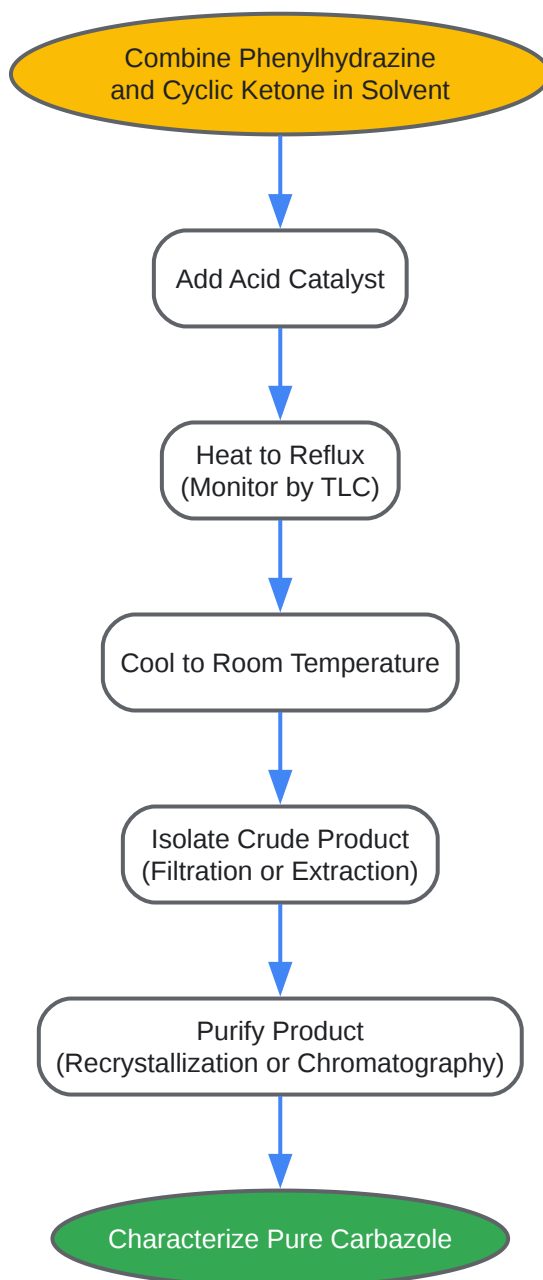 Combine Phenylhydrazine
and Cyclic Ketone in Solvent
Add Acid Catalyst
Heat to Reflux
(Monitor by TLC)
Cool to Room Temperature
Isolate Crude Product
(Filtration or Extraction)
Purify Product
(Recrystallization or Chromatography)
Characterize Pure Carbazole